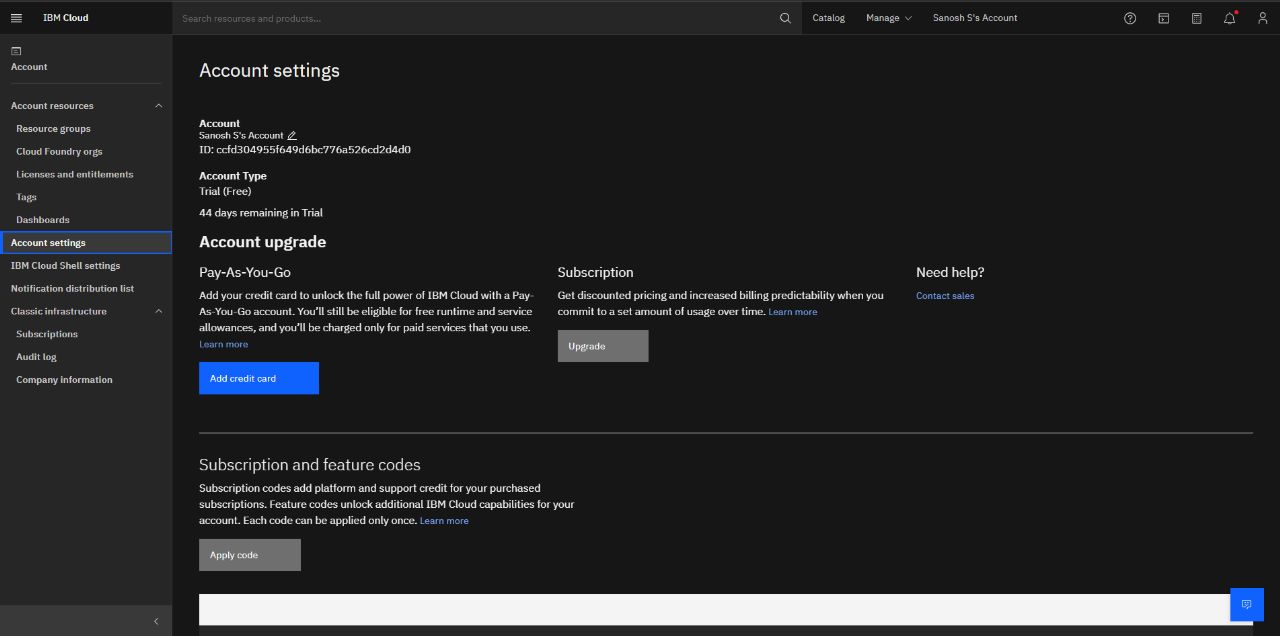 IBM Cloud
Search resources and products...
Catalog
Manage
Sanosh S's Account
Account
Account resources
Resource groups
Cloud Foundry orgs
Licenses and entitlements
Tags
Dashboards
Account settings
IBM Cloud Shell settings
Notification distribution list
Classic infrastructure
Subscriptions
Audit log
Company information
Account settings
Account
Sanosh S's Account
ID: ccfd304955f649d6bc776a526cd2d4d0
Account Type
Trial (Free)
44 days remaining in Trial
Account upgrade
Pay-As-You-Go
Add your credit card to unlock the full power of IBM Cloud with a Pay-
As-You-Go account. You’ll still be eligible for free runtime and service
allowances, and you’ll be charged only for paid services that you use.
Learn more
Add credit card
Subscription
Get discounted pricing and increased billing predictability when you
commit to a set amount of usage over time. Learn more
Upgrade
Need help?
Contact sales
Subscription and feature codes
Subscription codes add platform and support credit for your purchased
subscriptions. Feature codes unlock additional IBM Cloud capabilities for your
account. Each code can be applied only once. Learn more
Apply code